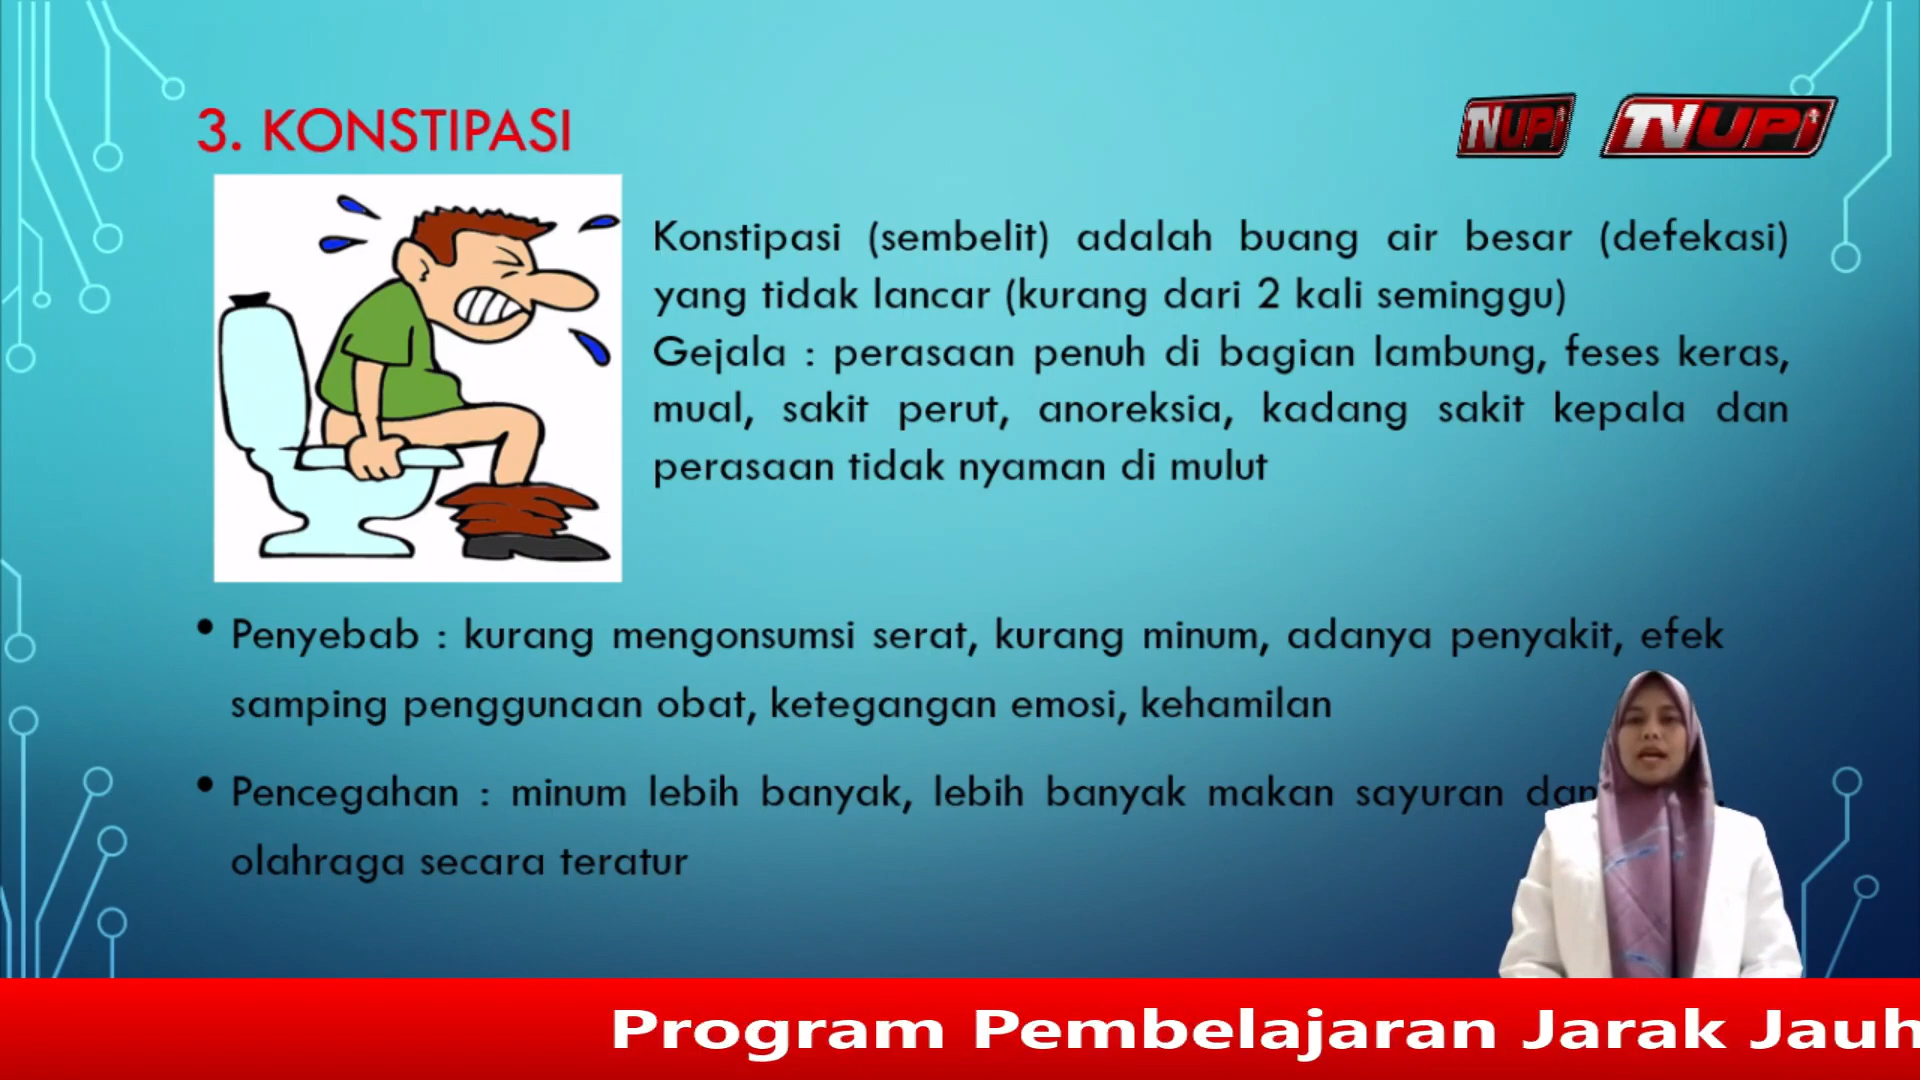 3. KONSTIPASI
TVUPI TVUPI
Konstipasi (sembelit) adalah buang air besar (defekasi)
yang tidak lancar (kurang dari 2 kali seminggu)
Gejala : perasaan penuh di bagian lambung, feses keras,
mual, sakit perut, anoreksia, kadang sakit kepala dan
perasaan tidak nyaman di mulut
• Penyebab : kurang mengonsumsi serat, kurang minum, adanya penyakit, efek
samping penggunaan obat, ketegangan emosi, kehamilan
• Pencegahan : minum lebih banyak, lebih banyak makan sayuran dan
olahraga secara teratur
Program Pembelajaran Jarak Jauh